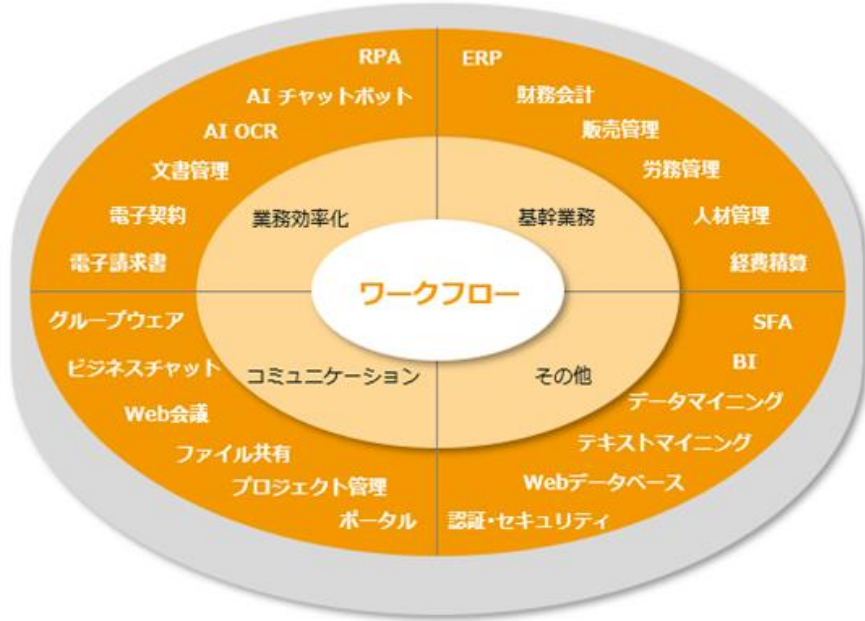 RPA
AI チャットボット
AI OCR
文書管理
電子契約
電子請求書
業務効率化
ERP
財務会計
販売管理
労務管理
人材管理
経費精算
基幹業務
ワークフロー
グループウェア
ビジネスチャット
Web会議
ファイル共有
プロジェクト管理
ポータル
コミュニケーション
SFA
BI
データマイニング
テキストマイニング
Webデータベース
認証・セキュリティ
その他